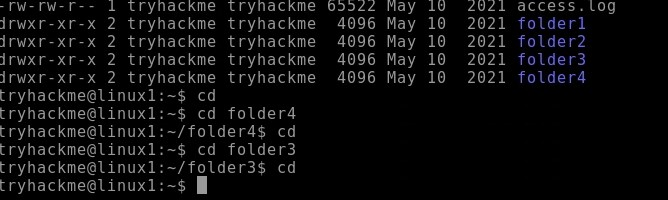 -rw-rw-r-- 1 tryhackme tryhackme 65522 May 10  2021 access.log
drwxr-xr-x 2 tryhackme tryhackme  4096 May 10  2021 folder1
drwxr-xr-x 2 tryhackme tryhackme  4096 May 10  2021 folder2
drwxr-xr-x 2 tryhackme tryhackme  4096 May 10  2021 folder3
drwxr-xr-x 2 tryhackme tryhackme  4096 May 10  2021 folder4
tryhackme@linux1:~$ cd
tryhackme@linux1:~$ cd folder4
tryhackme@linux1:~/folder4$ cd
tryhackme@linux1:~$ cd folder3
tryhackme@linux1:~/folder3$ cd
tryhackme@linux1:~$